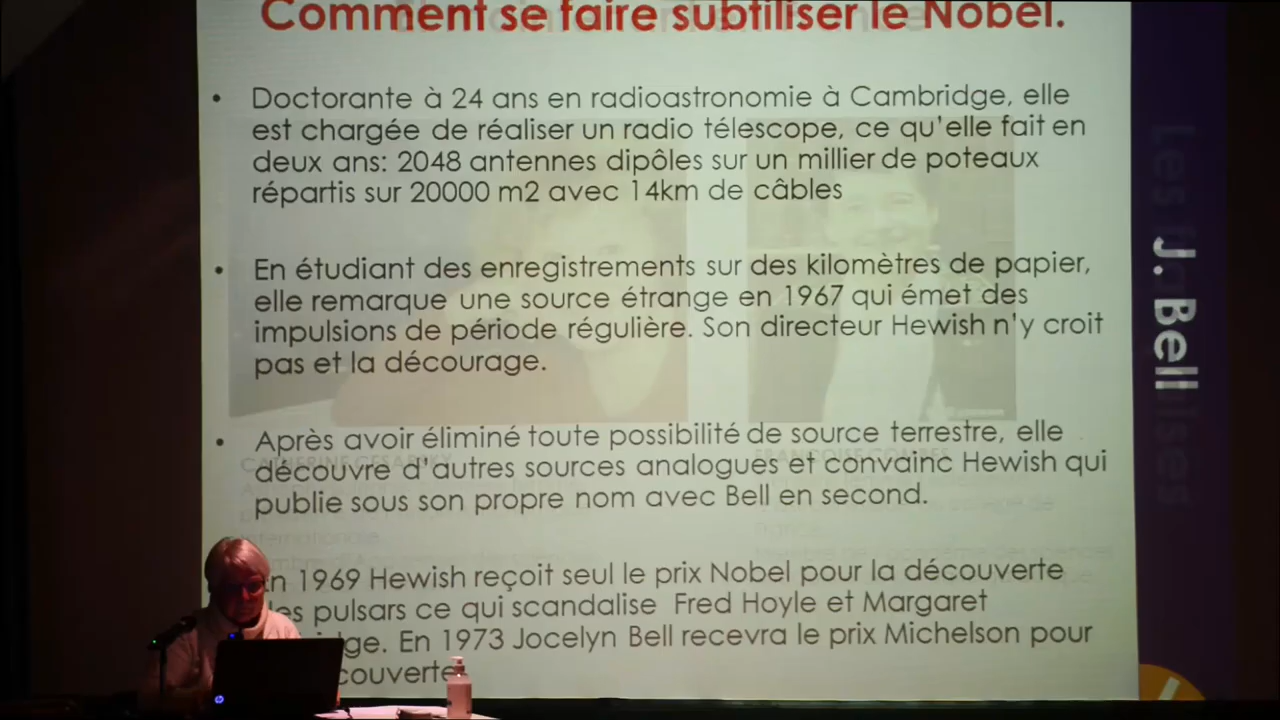 Comment se faire subtiliser le Nobel.
• Doctorante à 24 ans en radioastronomie à Cambridge, elle
est chargée de réaliser un radio télescope, ce qu'elle fait en
deux ans: 2048 antennes dipôles sur un millier de poteaux
répartis sur 20000 m2 avec 14km de câbles
• En étudiant des enregistrements sur des kilomètres de papier,
elle remarque une source étrange en 1967 qui émet des
impulsions de période régulière. Son directeur Hewish n'y croit
pas et la décourage.
• Après avoir éliminé toute possibilité de source terrestre, elle
découvre d'autres sources analogues et convainc Hewish qui
publie sous son propre nom avec Bell en second.
En 1969 Hewish reçoit seul le prix Nobel pour la découverte
des pulsars ce qui scandalise Fred Hoyle et Margaret
idge. En 1973 Jocelyn Bell recevra le prix Michelson pour
couverte
J. Bell
Les